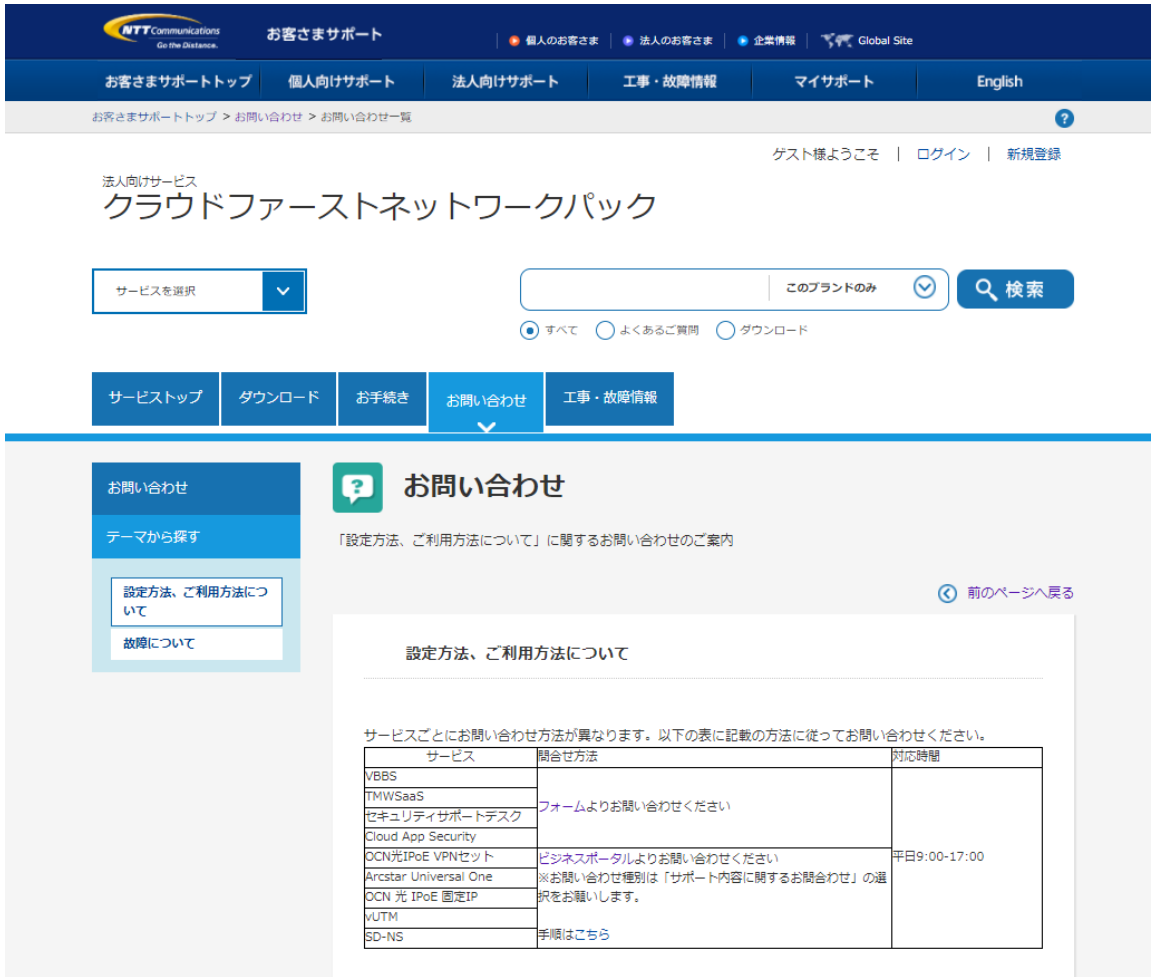 NTT Communications
Go the Distance.
お客さまサポート
個人のお客さま
法人のお客さま
企業情報
Global Site
お客さまサポートトップ
個人向けサポート
法人向けサポート
工事・故障情報
マイサポート
English
お客さまサポートトップ > お問い合わせ > お問い合わせ一覧
?
ゲスト様ようこそ | ログイン | 新規登録
法人向けサービス
クラウドファーストネットワークパック
サービスを選択
このブランドのみ
検索
すべて
よくあるご質問
ダウンロード
サービストップ
ダウンロード
お手続き
お問い合わせ
工事・故障情報
お問い合わせ
テーマから探す
設定方法、ご利用方法につ
いて
故障について
?
お問い合わせ
「設定方法、ご利用方法について」に関するお問い合わせのご案内
前のページへ戻る
設定方法、ご利用方法について
サービスごとにお問い合わせ方法が異なります。以下の表に記載の方法に従ってお問い合わせください。
サービス
問合せ方法
対応時間
VBBS
TMWSaaS
セキュリティサポートデスク
Cloud App Security
フォームよりお問い合わせください
OCN光IPoE VPNセット
Arcstar Universal One
OCN 光 IPoE 固定IP
vUTM
SD-NS
ビジネスポータルよりお問い合わせください
※お問い合わせ種別は「サポート内容に関するお問合わせ」の選
択をお願いします。
手順はこちら
平日9:00-17:00